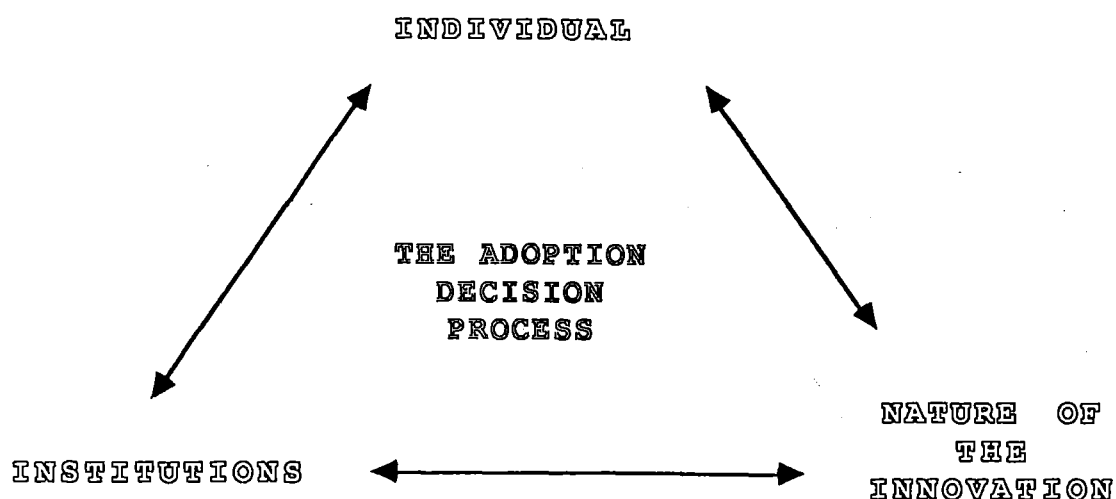 INDIVIDUAL
THE ADOPTION
DECISION
PROCESS
INSTITUTIONS
NATURE OF
THE
INNOVATION